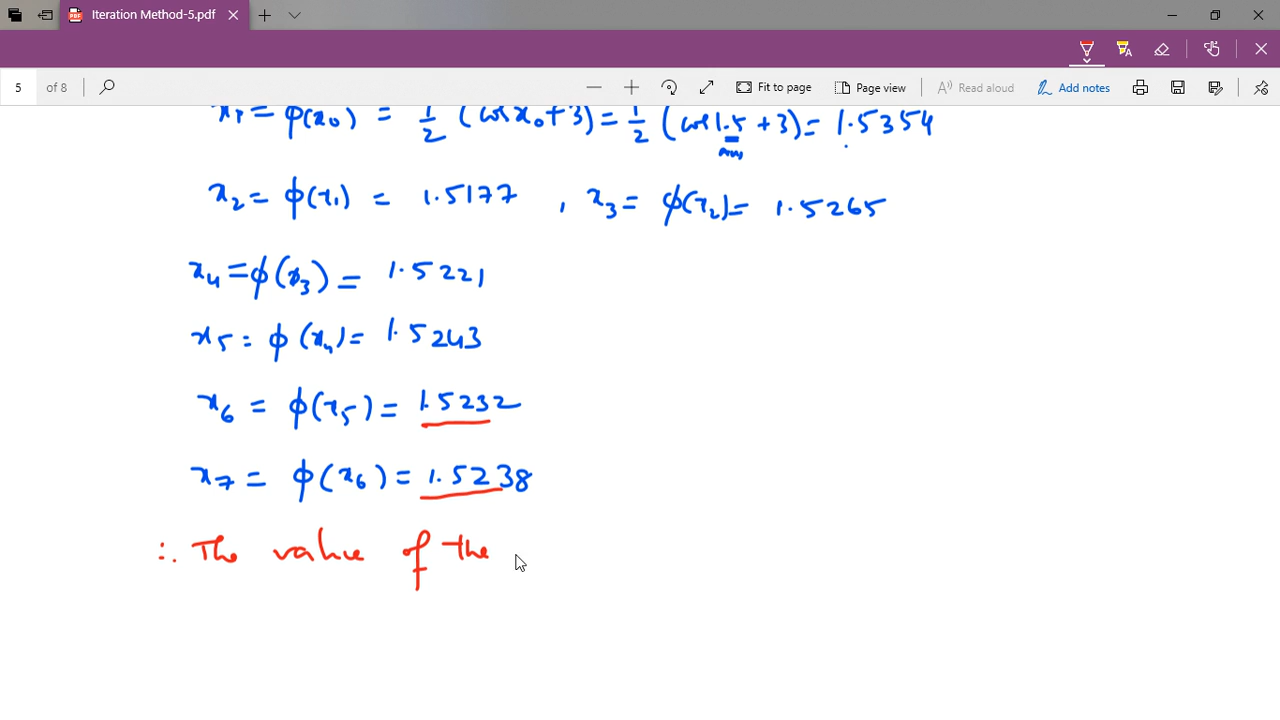 Iteration Method-5.pdf
5 of 8
Fit to page
Page view
Read aloud
Add notes
x₁ = ϕ(x₀) = 1/2 (cos x₀ + 3) = 1/2 (cos 1.5 + 3) = 1.5354
Ans
x₂ = ϕ(x₁) = 1.5177 , x₃ = ϕ(x₂) = 1.5265
x₄ = ϕ(x₃) = 1.5221
x₅ = ϕ(x₄) = 1.5243
x₆ = ϕ(x₅) = 1.5232
x₇ = ϕ(x₆) = 1.5238
∴ The value of the